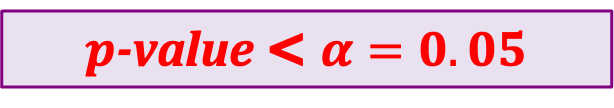 p-value < α = 0.05